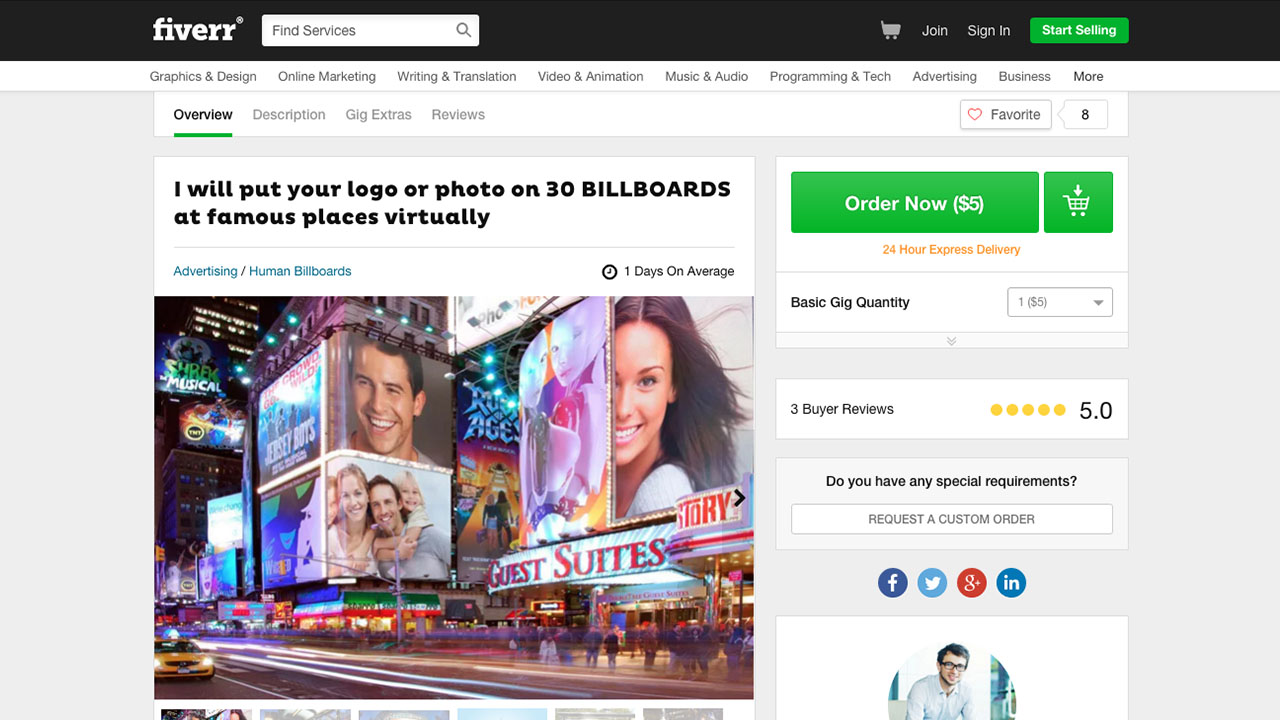 fiverr®
Find Services
Join
Sign In
Start Selling
Graphics & Design
Online Marketing
Writing & Translation
Video & Animation
Music & Audio
Programming & Tech
Advertising
Business
More
Overview
Description
Gig Extras
Reviews
Favorite
8
I will put your logo or photo on 30 BILLBOARDS
at famous places virtually
Advertising / Human Billboards
1 Days On Average
SHREK
THE MUSICAL
TNT
JERSEY BOYS
ROCK
AGES
STORY
GUEST SUITES
Order Now ($5)
24 Hour Express Delivery
Basic Gig Quantity
1 ($5)
3 Buyer Reviews
5.0
Do you have any special requirements?
REQUEST A CUSTOM ORDER